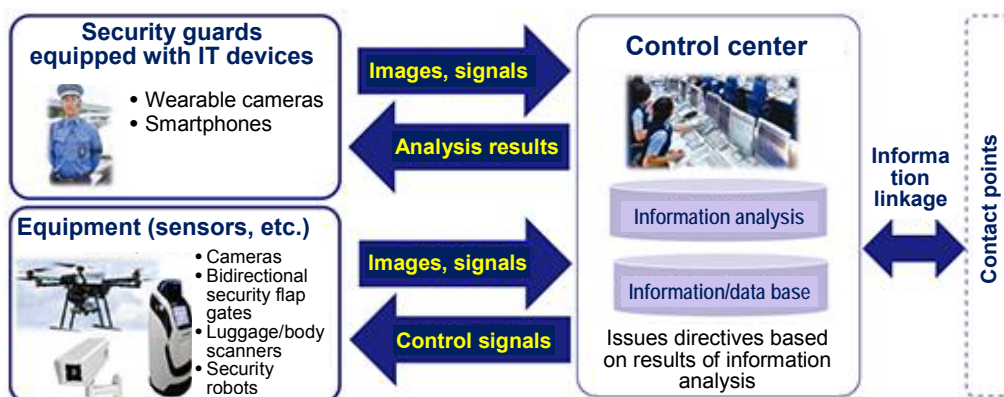 Security guards
equipped with IT devices
• Wearable cameras
• Smartphones
Images, signals
Analysis results
Equipment (sensors, etc.)
• Cameras
• Bidirectional
security flap
gates
• Luggage/body
scanners
• Security
robots
Images, signals
Control signals
Control center
Information analysis
Information/data base
Issues directives based
on results of information
analysis
Informa
tion
linkage
Contact points